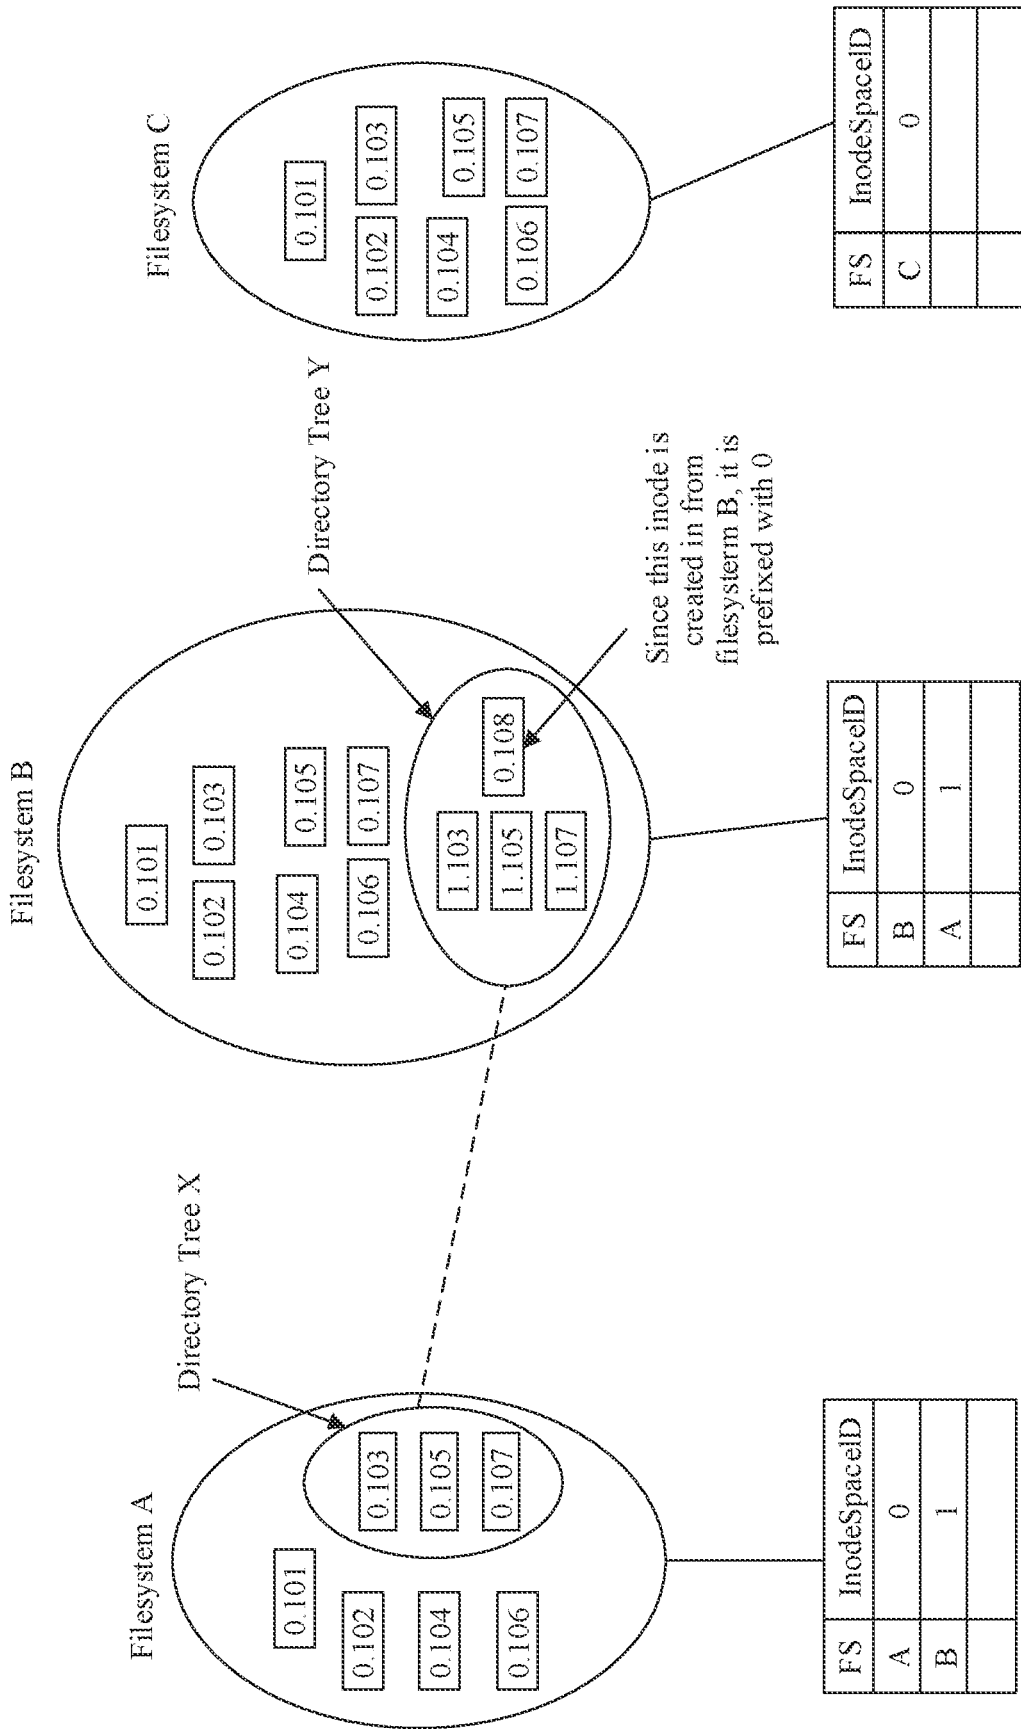 Filesystem A
Directory Tree X
0.101
0.102
0.104
0.106
0.103
0.105
0.107
FS InodeSpaceID
A 0
B 1
Filesystem B
Directory Tree Y
0.101
0.102
0.103
0.104
0.105
0.106
0.107
1.103
1.105
1.107
0.108
Since this inode is
created in from
filesysterm B, it is
prefixed with 0
FS InodeSpaceID
B 0
A 1
Filesystem C
0.101
0.102
0.103
0.104
0.105
0.106
0.107
FS InodeSpaceID
C 0